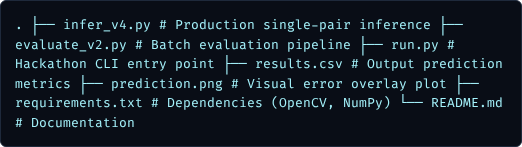 . ├── infer_v4.py # Production single-pair inference ├──
evaluate_v2.py # Batch evaluation pipeline ├── run.py #
Hackathon CLI entry point ├── results.csv # Output prediction
metrics ├── prediction.png # Visual error overlay plot ├──
requirements.txt # Dependencies (OpenCV, NumPy) └── README.md
# Documentation